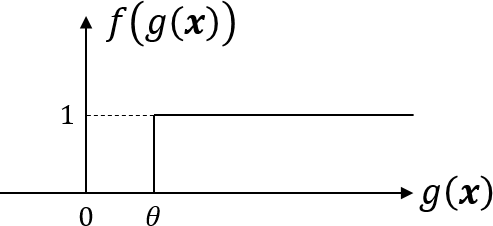 f(g(x))
1
g(x)
0 θ